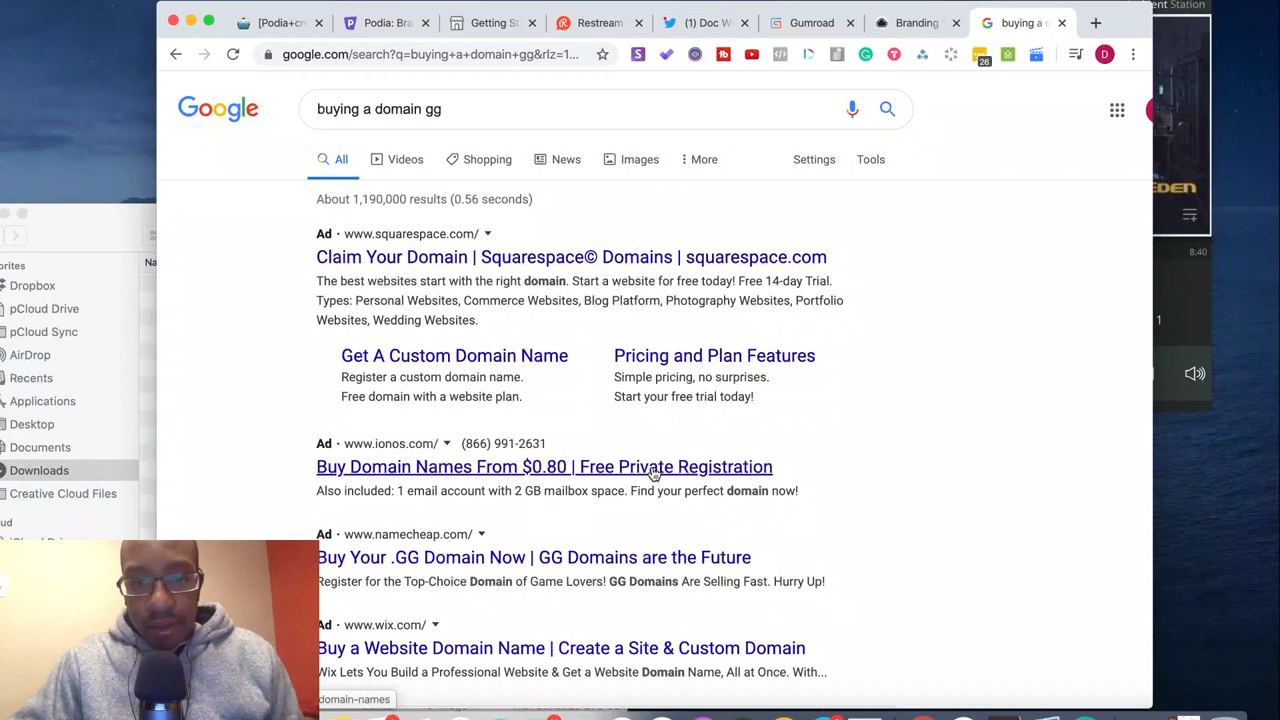 ent Station
[Podia+cr
Podia: Bra
Getting S
Restream
(1) Doc W
Gumroad
Branding
buying a d
google.com/search?q=buying+a+domain+gg&rlz=1...
26
D
Google
buying a domain gg
All
Videos
Shopping
News
Images
More
Settings
Tools
EDEN
About 1,190,000 results (0.56 seconds)
Ad · www.squarespace.com/
Claim Your Domain | Squarespace© Domains | squarespace.com
The best websites start with the right domain. Start a website for free today! Free 14-day Trial.
Types: Personal Websites, Commerce Websites, Blog Platform, Photography Websites, Portfolio
Websites, Wedding Websites.
8:40
Na
orites
Dropbox
pCloud Drive
pCloud Sync
AirDrop
Recents
Applications
Desktop
Documents
Downloads
Creative Cloud Files
ud
1
Get A Custom Domain Name
Register a custom domain name.
Free domain with a website plan.
Pricing and Plan Features
Simple pricing, no surprises.
Start your free trial today!
Ad · www.ionos.com/ (866) 991-2631
Buy Domain Names From $0.80 | Free Private Registration
Also included: 1 email account with 2 GB mailbox space. Find your perfect domain now!
Ad · www.namecheap.com/
Buy Your .GG Domain Now | GG Domains are the Future
Register for the Top-Choice Domain of Game Lovers! GG Domains Are Selling Fast. Hurry Up!
Ad · www.wix.com/
Buy a Website Domain Name | Create a Site & Custom Domain
Wix Lets You Build a Professional Website & Get a Website Domain Name, All at Once. With...
domain-names